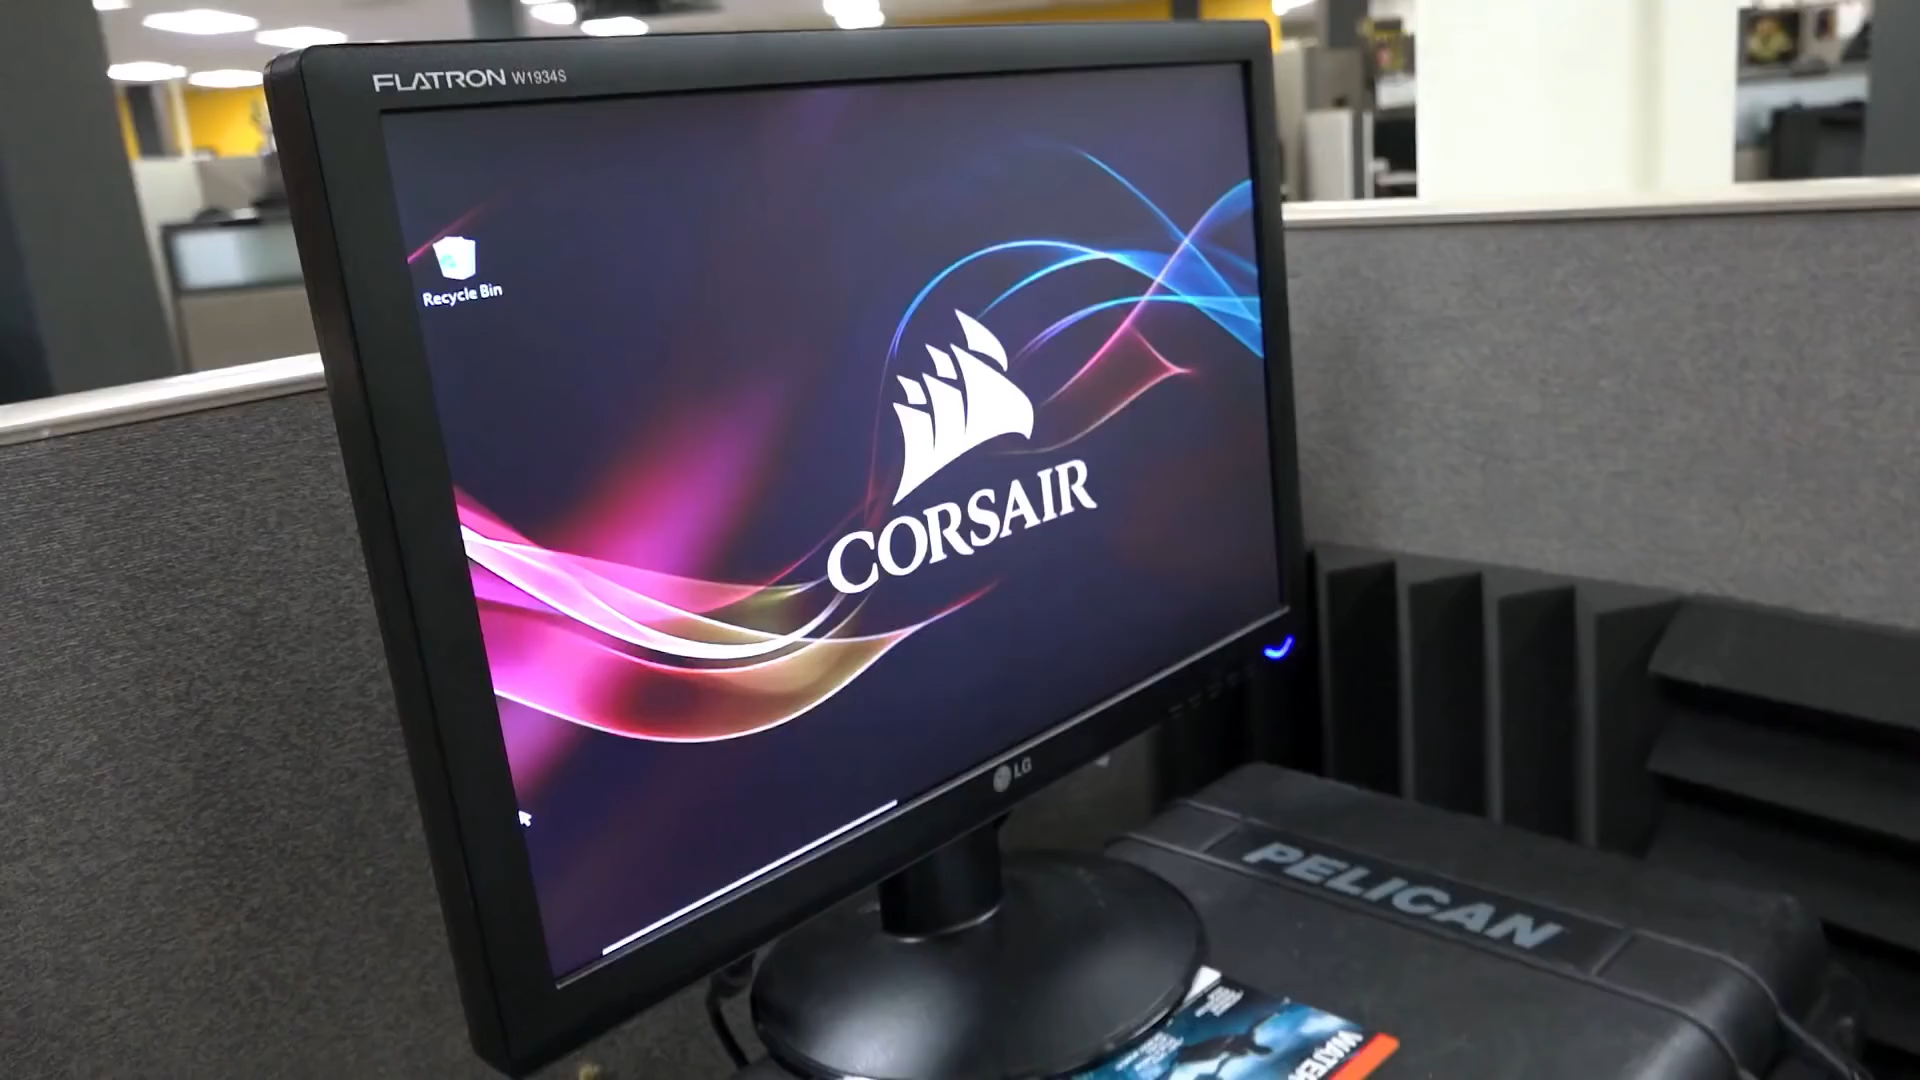 FLATRON W1934S
Recycle Bin
CORSAIR
LG
PELICAN